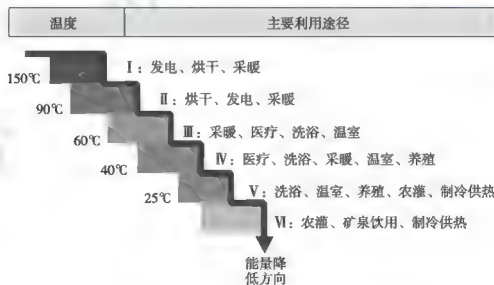 温度 主要利用途径
Ⅰ：发电、烘干、采暖
150℃
Ⅱ：烘干、发电、采暖
90℃
Ⅲ：采暖、医疗、洗浴、温室
60℃
Ⅳ：医疗、洗浴、采暖、温室、养殖
40℃
Ⅴ：洗浴、温室、养殖、农灌、制冷供热
25℃
Ⅵ：农灌、矿泉饮用、制冷供热
能量降
低方向